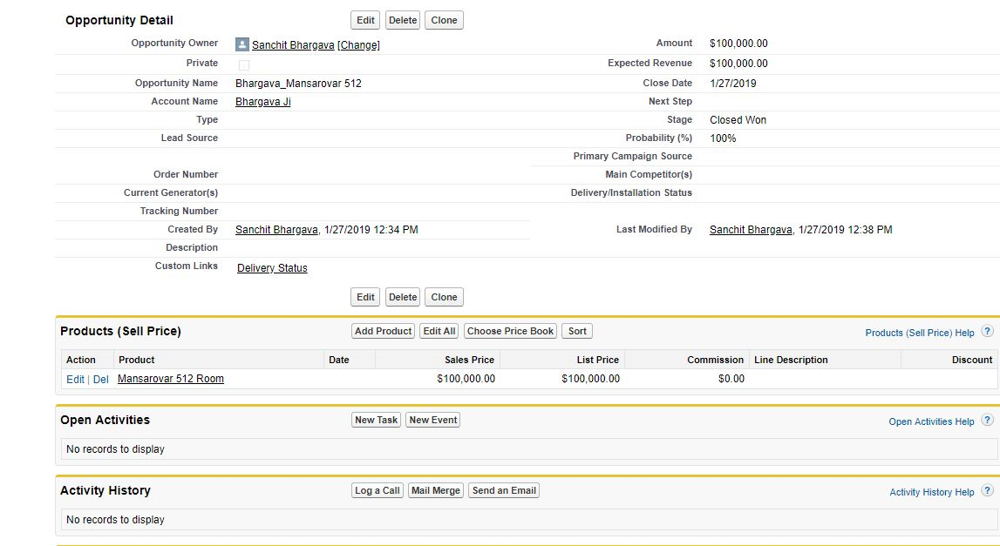 Opportunity Detail Edit Delete Clone
Opportunity Owner Sanchit Bhargava [Change] Amount $100,000.00
Private Expected Revenue $100,000.00
Opportunity Name Bhargava_Mansarovar 512 Close Date 1/27/2019
Account Name Bhargava Ji Next Step
Type Stage Closed Won
Lead Source Probability (%) 100%
Primary Campaign Source
Order Number Main Competitor(s)
Current Generator(s) Delivery/Installation Status
Tracking Number
Created By Sanchit Bhargava, 1/27/2019 12:34 PM Last Modified By Sanchit Bhargava, 1/27/2019 12:38 PM
Description
Custom Links Delivery Status
Edit Delete Clone
Products (Sell Price) Add Product Edit All Choose Price Book Sort Products (Sell Price) Help ?
Action Product Date Sales Price List Price Commission Line Description Discount
Edit | Del Mansarovar 512 Room $100,000.00 $100,000.00 $0.00
Open Activities New Task New Event Open Activities Help ?
No records to display
Activity History Log a Call Mail Merge Send an Email Activity History Help ?
No records to display